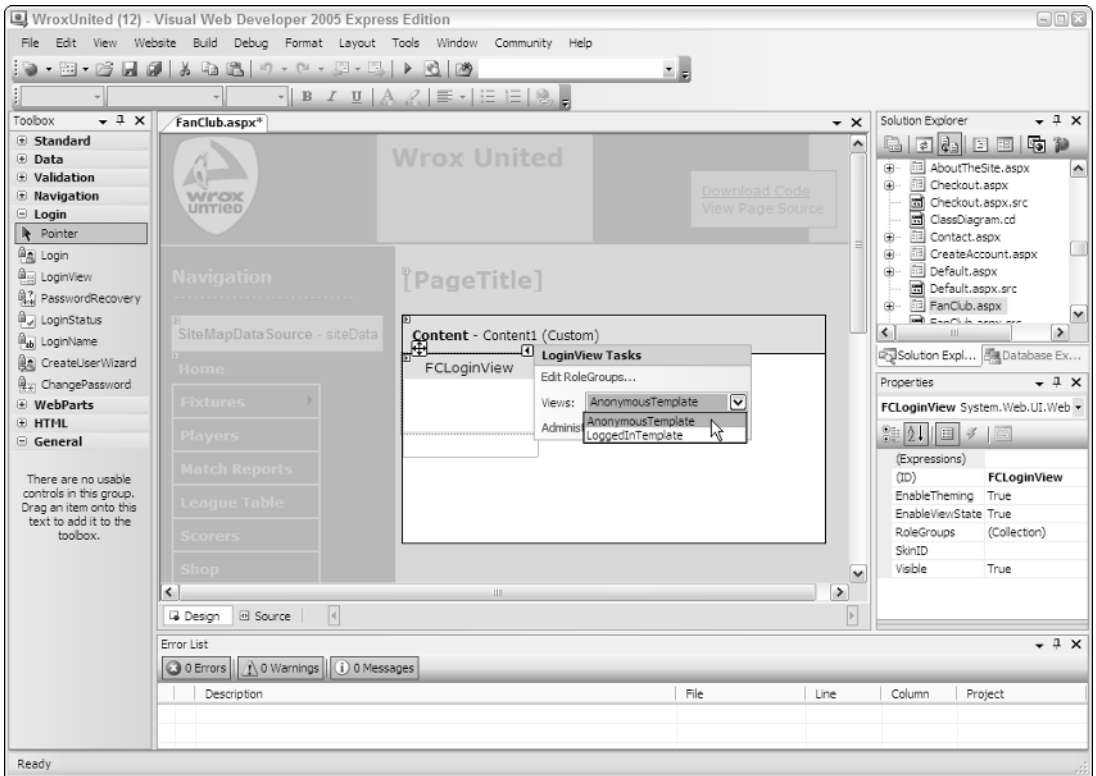 WroxUnited (12) - Visual Web Developer 2005 Express Edition
File Edit View Website Build Debug Format Layout Tools Window Community Help
B I U A
Toolbox
Standard
Data
Validation
Navigation
Login
Pointer
Login
LoginView
PasswordRecovery
LoginStatus
LoginName
CreateUserWizard
ChangePassword
WebParts
HTML
General
There are no usable
controls in this group.
Drag an item onto this
text to add it to the
toolbox.
FanClub.aspx*
wrox
UNTIED
Wrox United
Download Code
View Page Source
Navigation
SiteMapDataSource - siteData
Home
Fixtures
Players
Match Reports
League Table
Scorers
Shop
[PageTitle]
Content - Content1 (Custom)
FCLoginView
LoginView Tasks
Edit RoleGroups...
Views: AnonymousTemplate
AnonymousTemplate
LoggedInTemplate
Administ
Design Source
Solution Explorer
AboutTheSite.aspx
Checkout.aspx
Checkout.aspx.src
ClassDiagram.cd
Contact.aspx
CreateAccount.aspx
Default.aspx
Default.aspx.src
FanClub.aspx
Solution Expl... Database Ex...
Properties
FCLoginView System.Web.UI.Web
(Expressions)
(ID) FCLoginView
EnableTheming True
EnableViewState True
RoleGroups (Collection)
SkinID
Visible True
Error List
0 Errors 0 Warnings 0 Messages
Description File Line Column Project
Ready